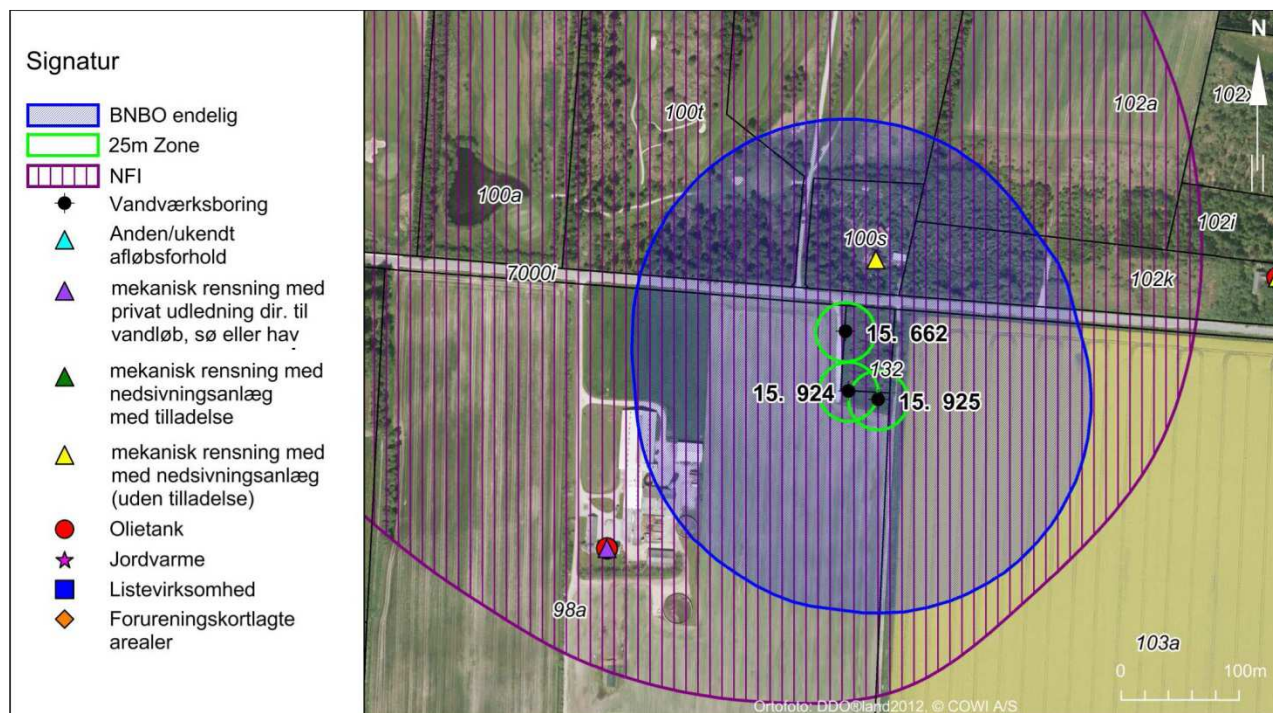 Signatur
BNBO endelig
25m Zone
NFI
Vandværksboring
Anden/ukendt
afløbsforhold
mekanisk rensning med
privat udledning dir. til
vandløb, sø eller hav
mekanisk rensning med
nedsivningsanlæg
med tilladelse
mekanisk rensning med
med nedsivningsanlæg
(uden tilladelse)
Olietank
Jordvarme
Listevirksomhed
Forureningskortlagte
arealer
N
100t
102a
102x
100a
102i
100s
7000i
102k
15. 662
132
15. 924
15. 925
98a
103a
0 100m
Ortofoto: DDO®land2012, © COWI A/S